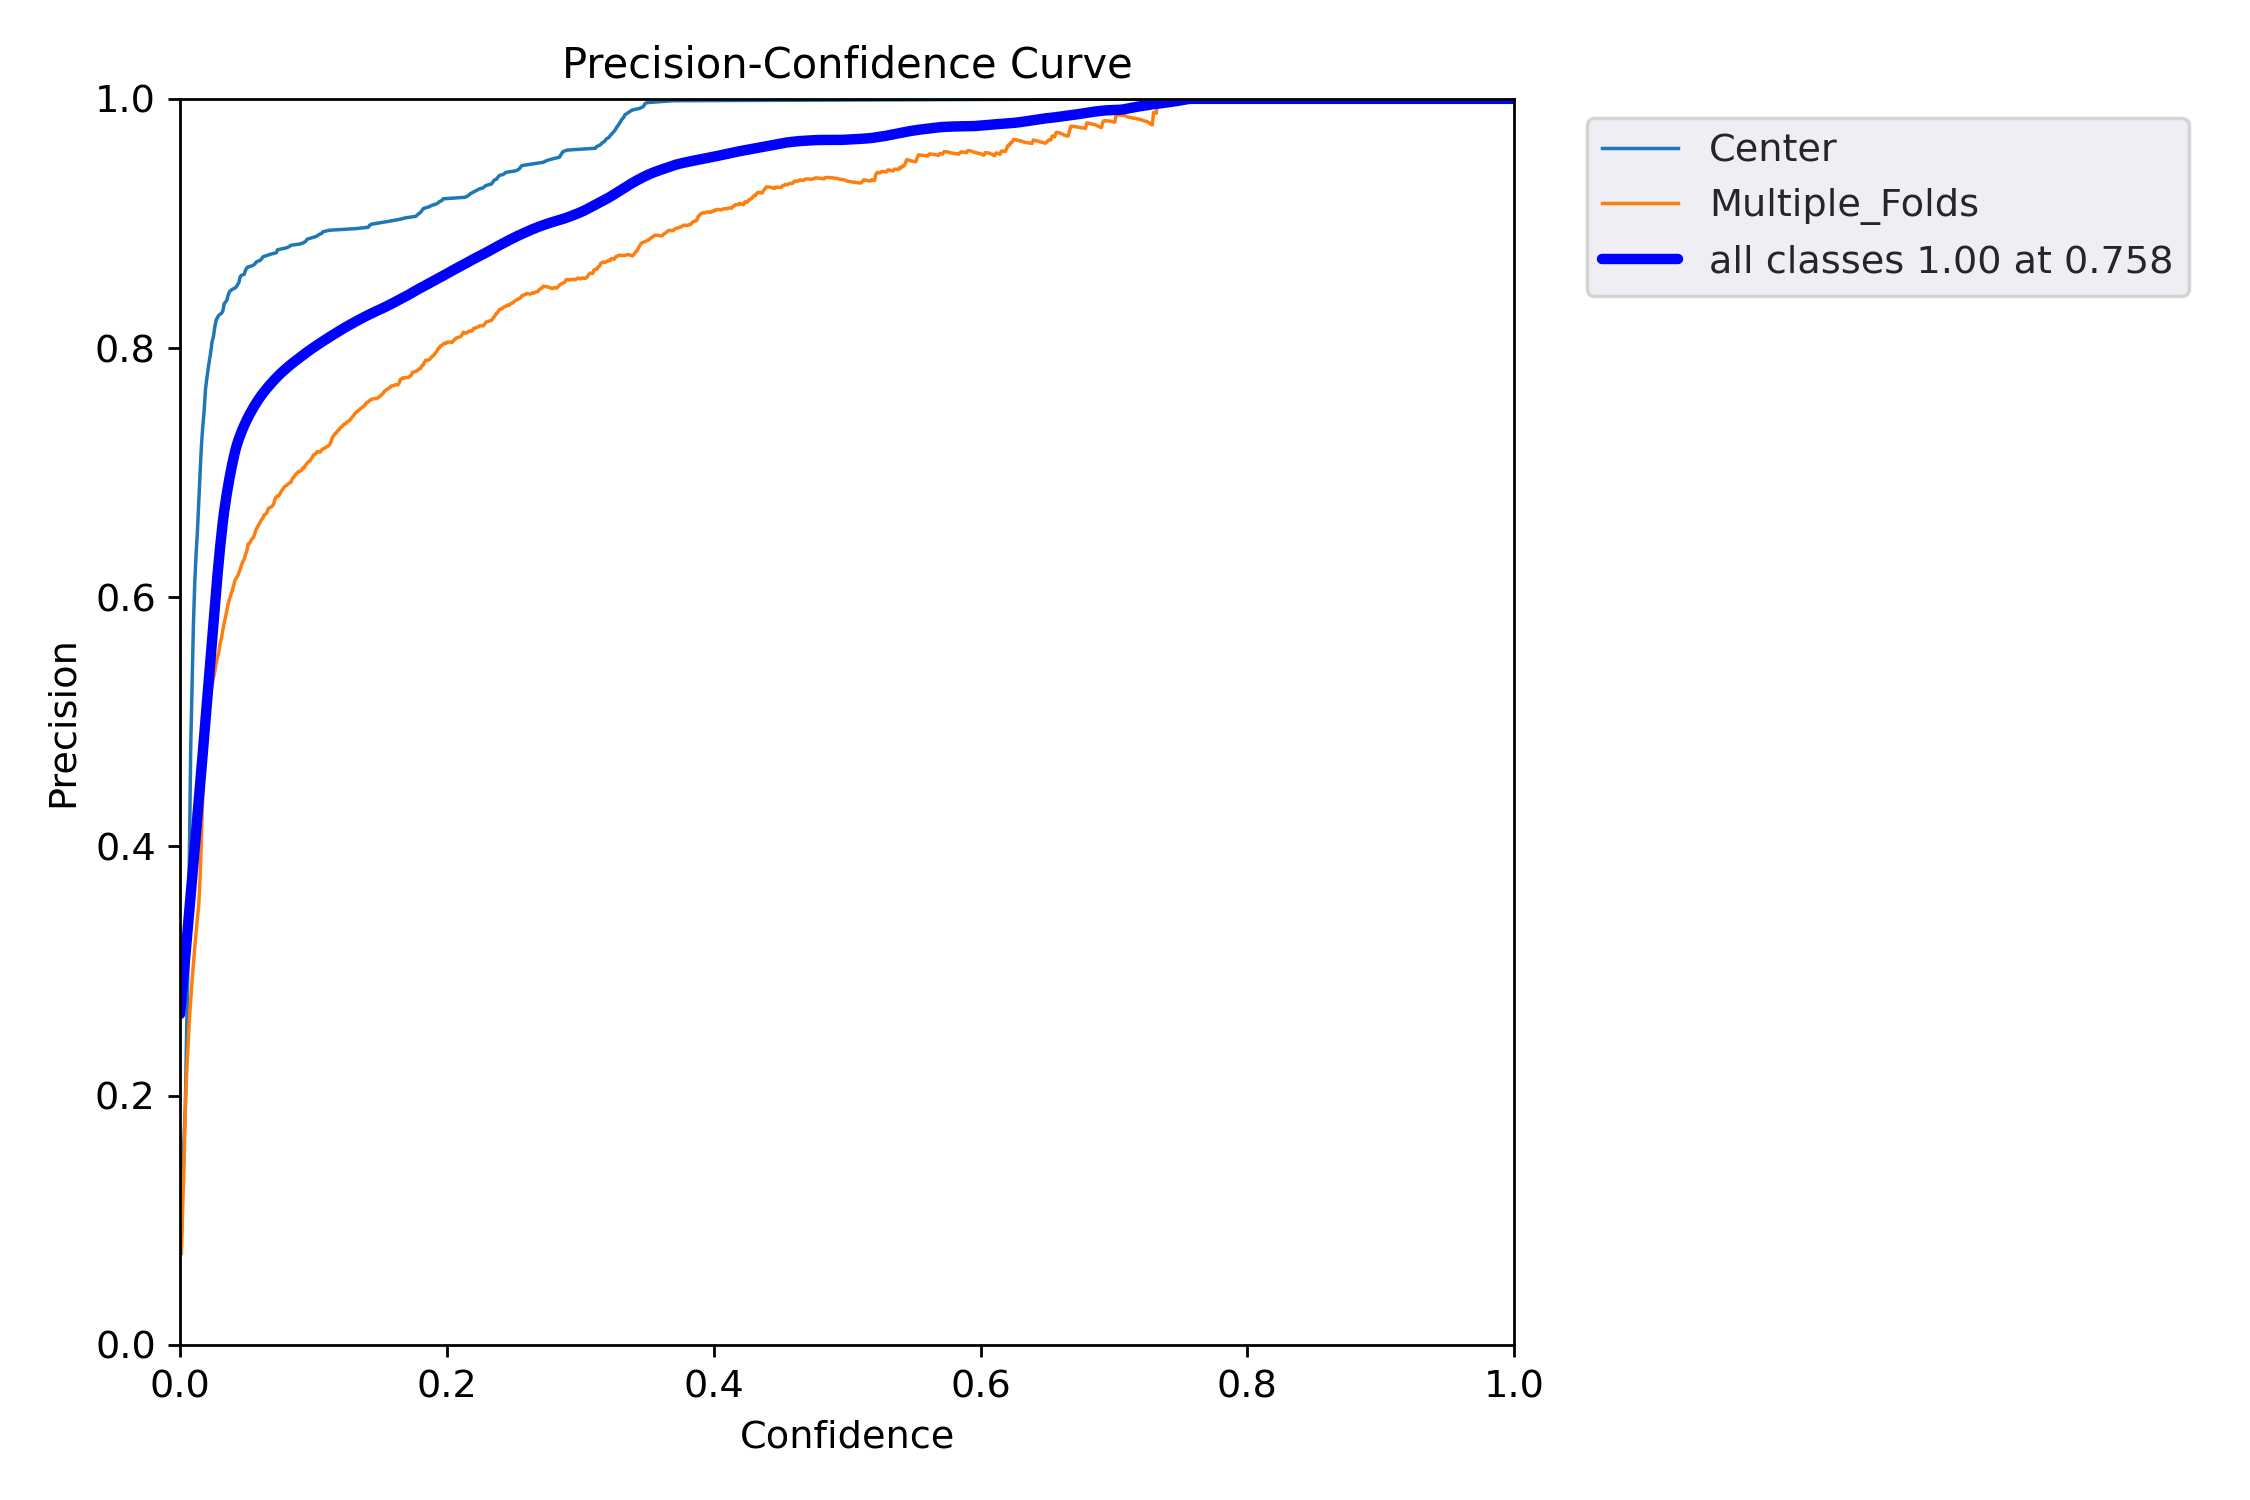 Precision-Confidence Curve
1.0
0.8
0.6
0.4
0.2
0.0
Precision
0.0 0.2 0.4 0.6 0.8 1.0
Confidence
Center
Multiple_Folds
all classes 1.00 at 0.758